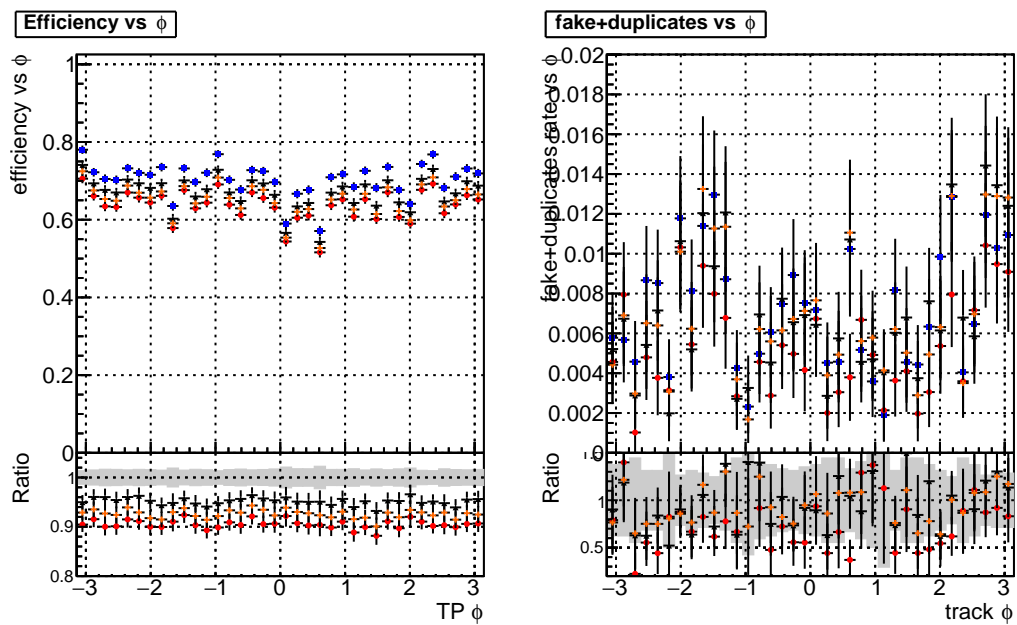 Efficiency vs ϕ
efficiency vs ϕ
1
0.8
0.6
0.4
0.2
0
Ratio
1
0.9
0.8
−3 −2 −1 0 1 2 3
TP ϕ
fake+duplicates vs ϕ
fake+duplicates rate vs ϕ
0.02
0.018
0.016
0.014
0.012
0.01
0.008
0.006
0.004
0.002
0
Ratio
1
0.5
−3 −2 −1 0 1 2 3
track ϕ